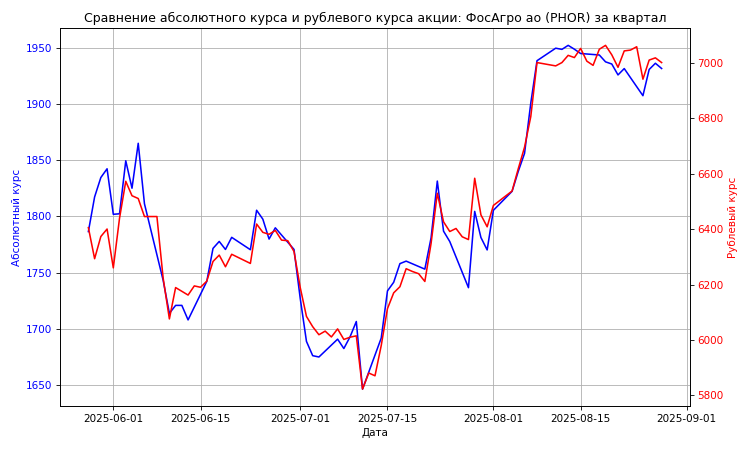 Сравнение абсолютного курса и рублевого курса акции: ФосАгро ао (PHOR) за квартал
1950
1900
1850
1800
1750
1700
1650
Абсолютный курс
7000
6800
6600
6400
6200
6000
5800
Рублевый курс
2025-06-01 2025-06-15 2025-07-01 2025-07-15 2025-08-01 2025-08-15 2025-09-01
Дата